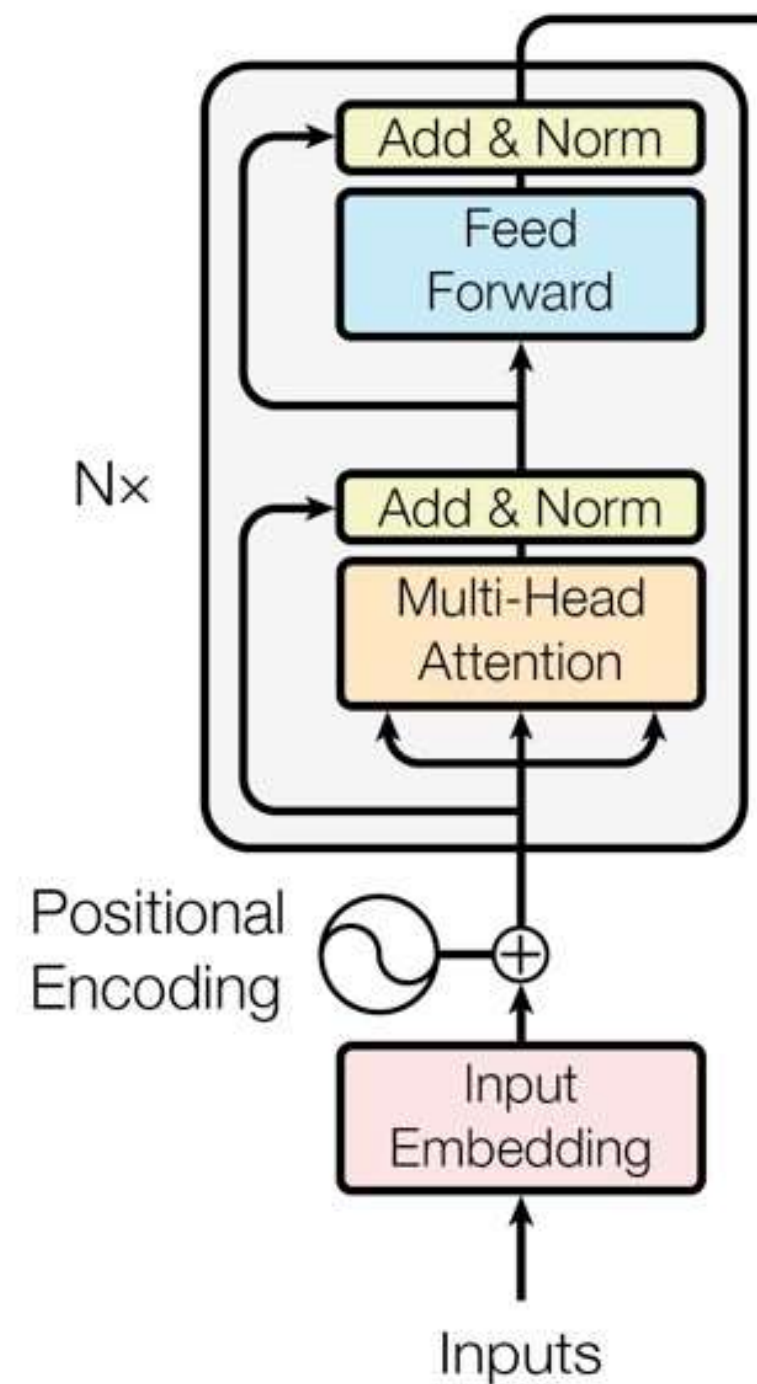 Add & Norm
Feed
Forward
Nx
Add & Norm
Multi-Head
Attention
Positional
Encoding
Input
Embedding
Inputs